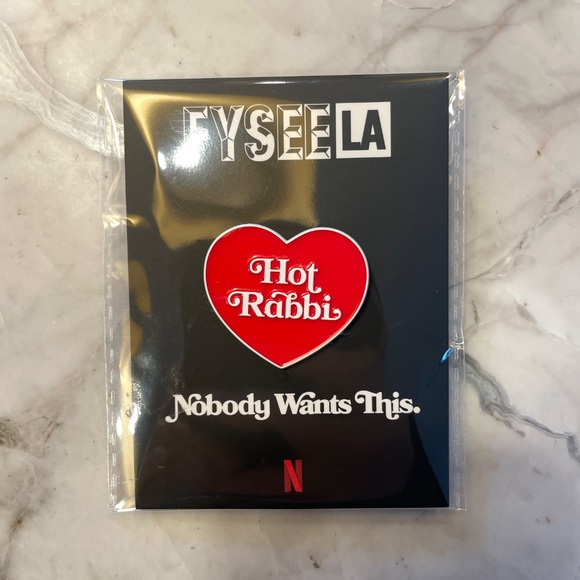 FYSEE LA
Hot
Rabbi
Nobody Wants This.
N